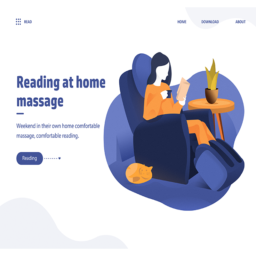 READ
HOME DOWNLOAD ABOUT
Reading at home
massage
Weekend in their own home comfortable
massage, comfortable reading.
Reading